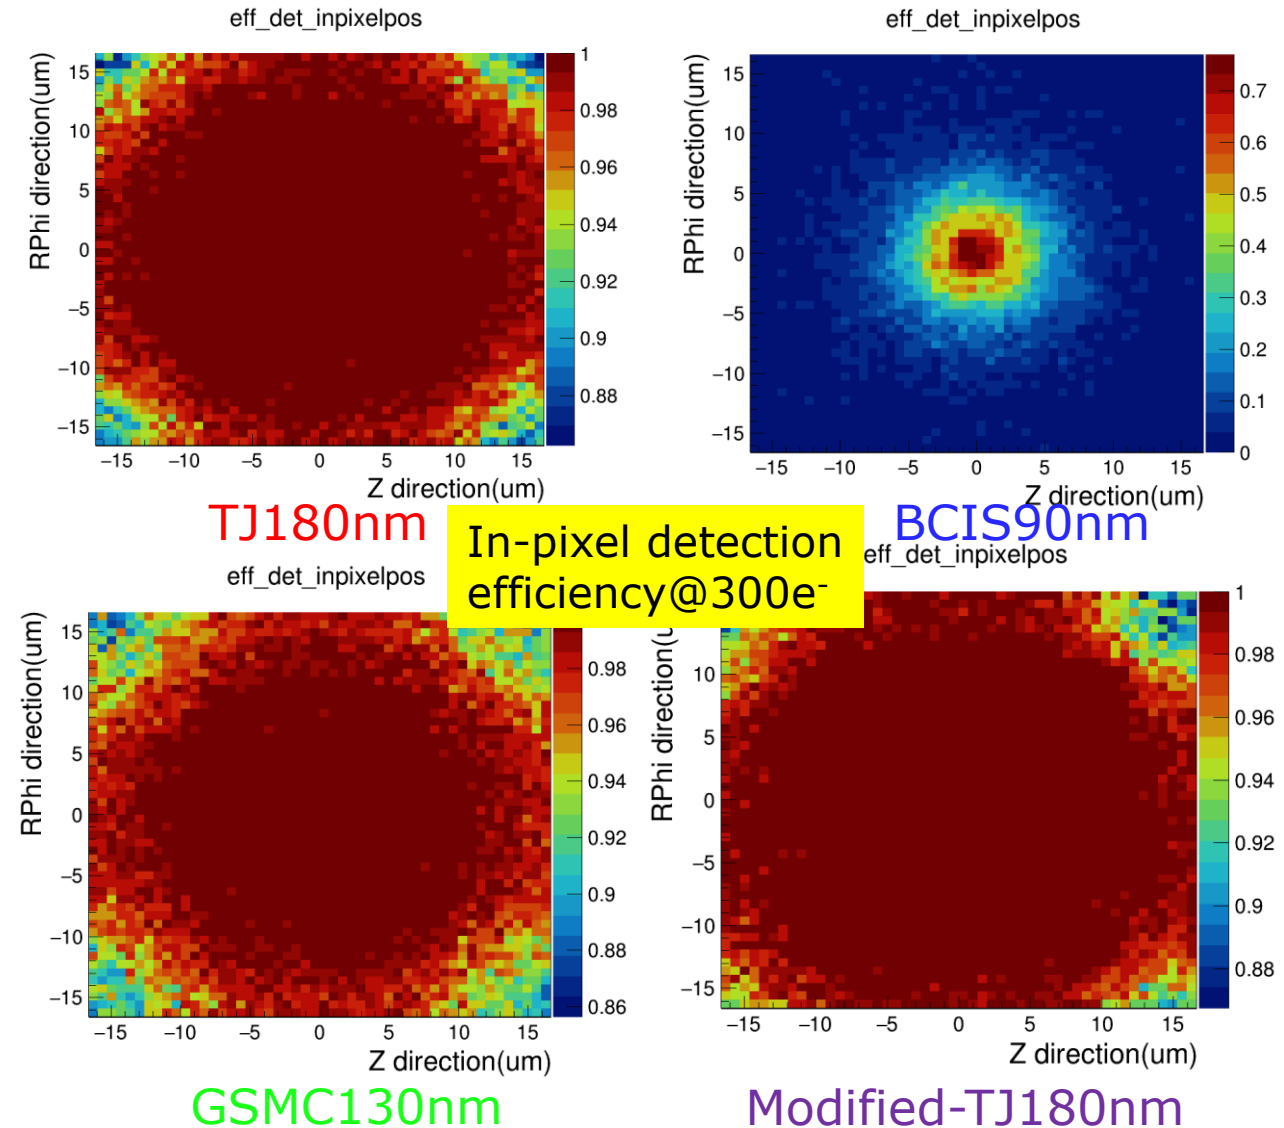 eff_det_inpixelpos
RPhi direction(um)
15
10
5
0
−5
−10
−15
−15 −10 −5 0 5 10 15
Z direction(um)
1
0.98
0.96
0.94
0.92
0.9
0.88
TJ180nm
eff_det_inpixelpos
RPhi direction(um)
15
10
5
0
−5
−10
−15
−15 −10 −5 0 5 10 15
Z direction(um)
0.7
0.6
0.5
0.4
0.3
0.2
0.1
0
BCIS90nm
In-pixel detection
efficiency@300e-
eff_det_inpixelpos
RPhi direction(um)
15
10
5
0
−5
−10
−15
−15 −10 −5 0 5 10 15
Z direction(um)
0.98
0.96
0.94
0.92
0.9
0.88
0.86
GSMC130nm
eff_det_inpixelpos
RPhi direction(u
10
5
0
−5
−10
−15
−15 −10 −5 0 5 10 15
Z direction(um)
1
0.98
0.96
0.94
0.92
0.9
0.88
Modified-TJ180nm